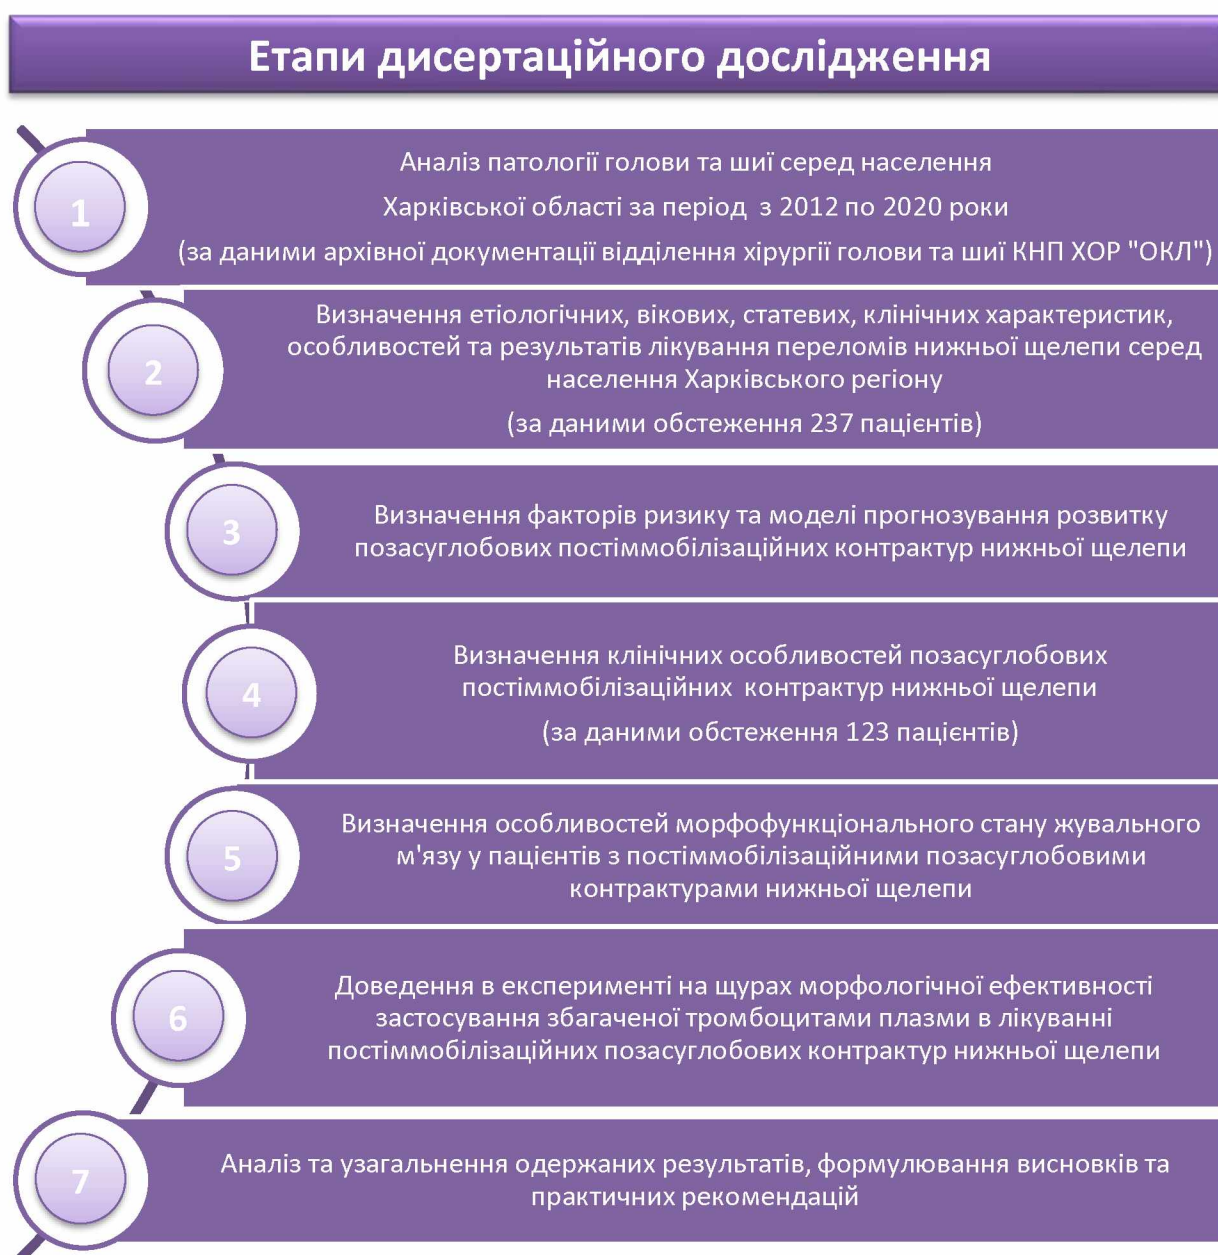 Етапи дисертаційного дослідження
1
Аналіз патології голови та шиї серед населення
Харківської області за період з 2012 по 2020 роки
(за даними архівної документації відділення хірургії голови та шиї КНП ХОР "ОКЛ")
2
Визначення етіологічних, вікових, статевих, клінічних характеристик,
особливостей та результатів лікування переломів нижньої щелепи серед
населення Харківського регіону
(за даними обстеження 237 пацієнтів)
3
Визначення факторів ризику та моделі прогнозування розвитку
позасуглобових постіммобілізаційних контрактур нижньої щелепи
4
Визначення клінічних особливостей позасуглобових
постіммобілізаційних контрактур нижньої щелепи
(за даними обстеження 123 пацієнтів)
5
Визначення особливостей морфофункціонального стану жувального
м'язу у пацієнтів з постіммобілізаційними позасуглобовими
контрактурами нижньої щелепи
6
Доведення в експерименті на щурах морфологічної ефективності
застосування збагаченої тромбоцитами плазми в лікуванні
постіммобілізаційних позасуглобових контрактур нижньої щелепи
7
Аналіз та узагальнення одержаних результатів, формулювання висновків та
практичних рекомендацій